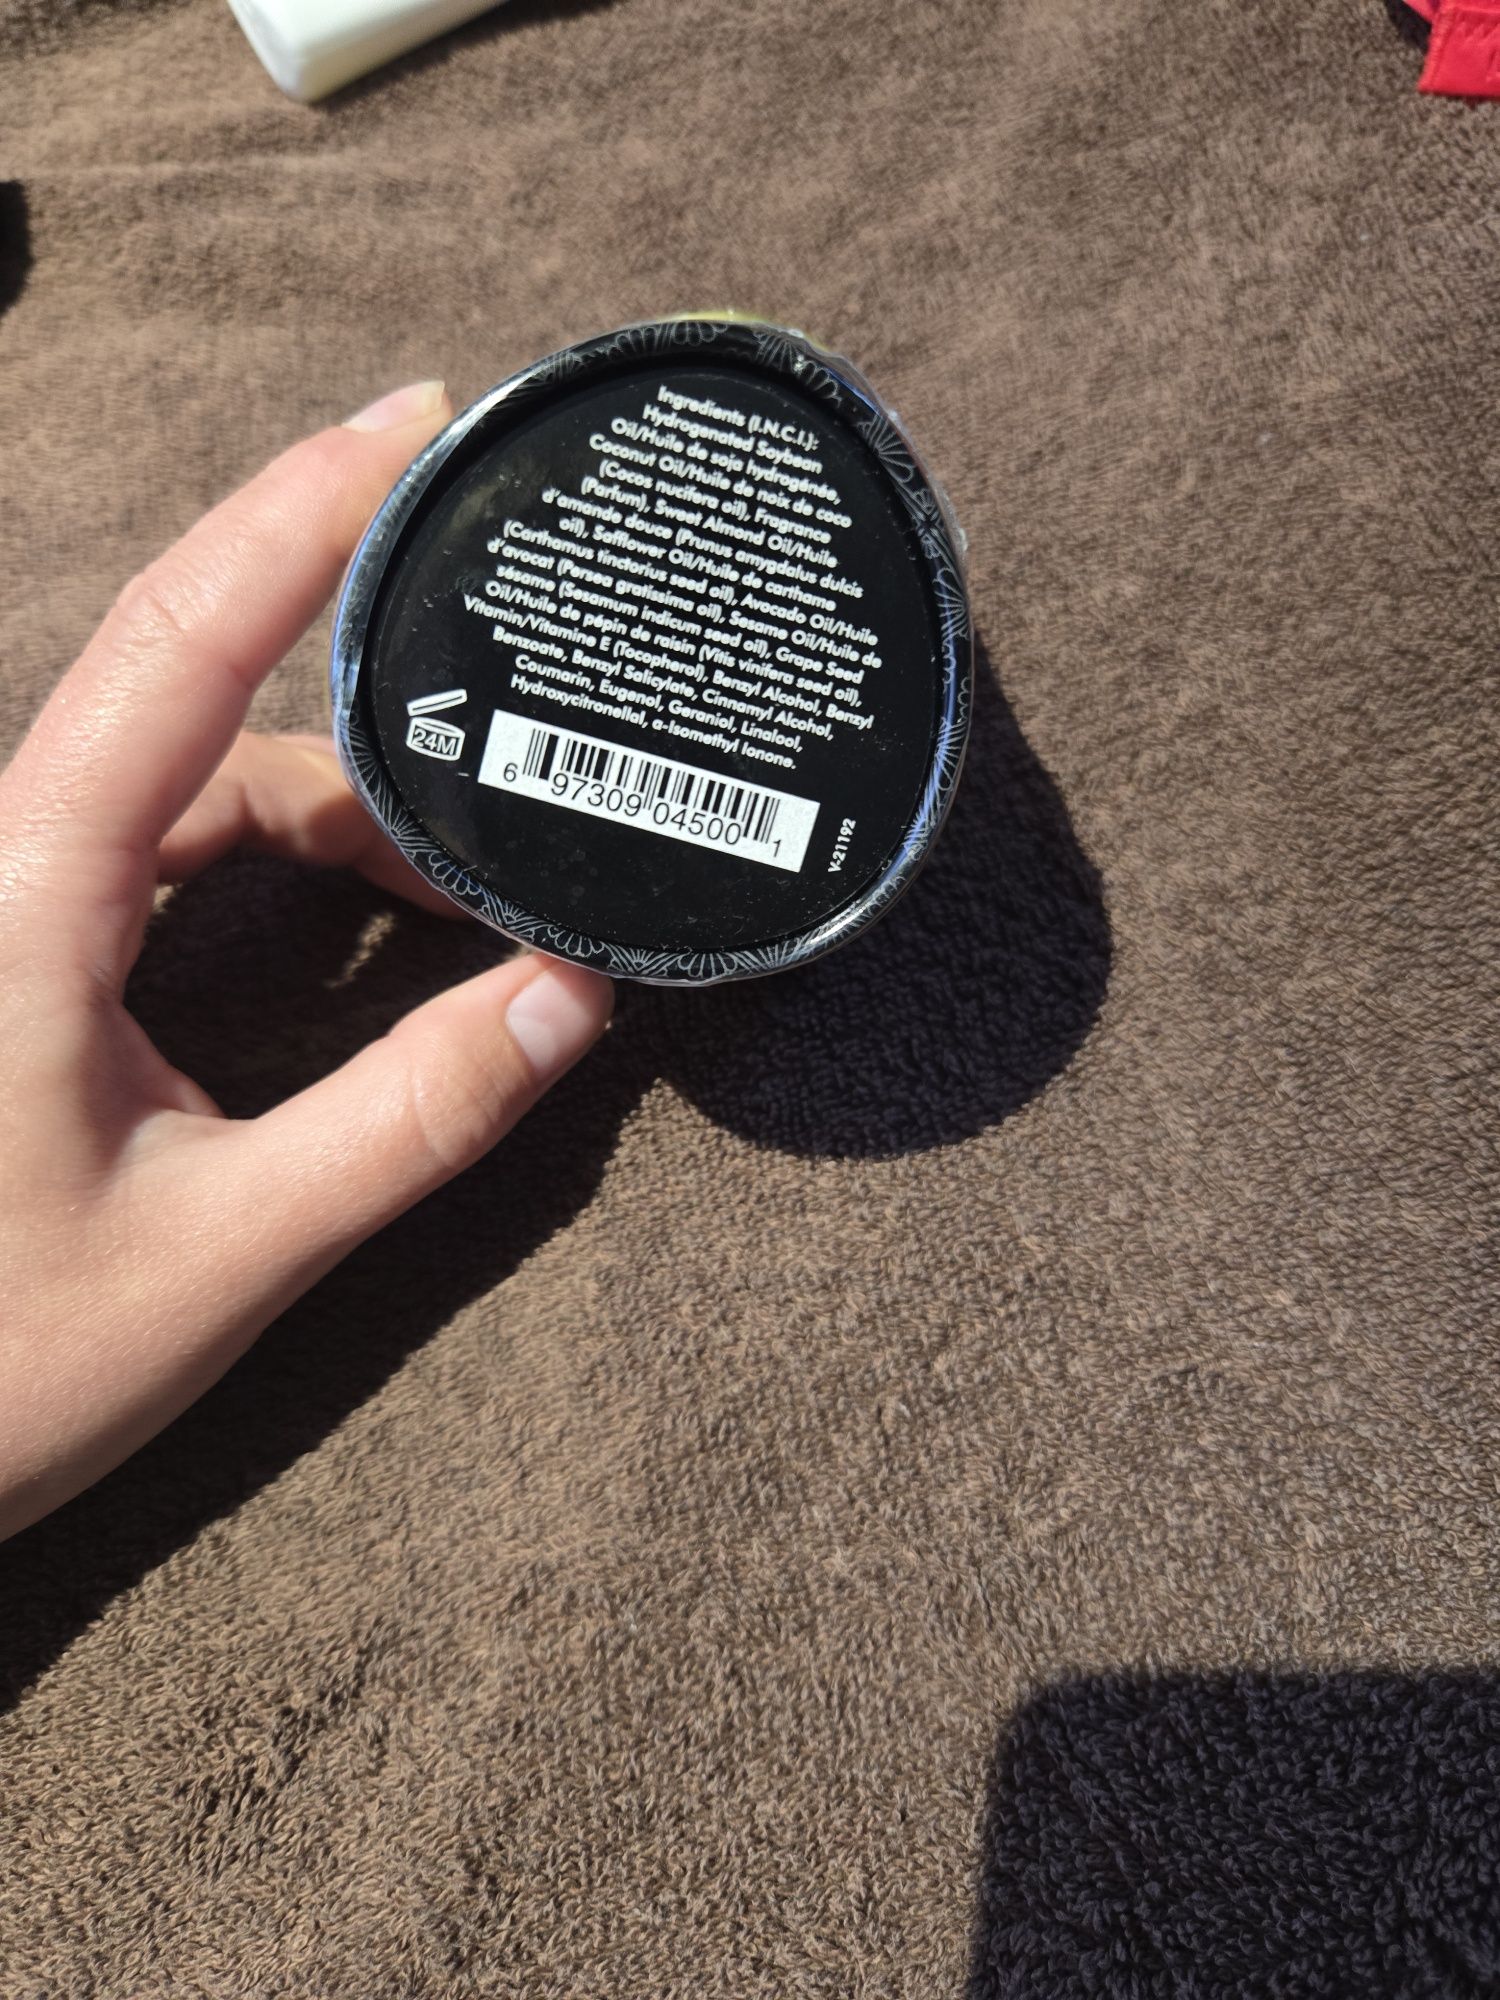 Ingredients (I.N.C.I.):
Hydrogenated Soybean
Oil/Huile de soja hydrogénée,
Coconut Oil/Huile de noix de coco
(Cocos nucifera oil), Fragrance
(Parfum), Sweet Almond Oil/Huile
d'amande douce (Prunus amygdalus dulcis
oil), Safflower Oil/Huile de carthame
(Carthamus tinctorius seed oil), Avocado Oil/Huile
d'avocat (Persea gratissima oil), Sesame Oil/Huile de
sésame (Sesamum indicum seed oil), Grape Seed
Oil/Huile de pépin de raisin (Vitis vinifera seed oil),
Vitamin/Vitamine E (Tocopherol), Benzyl Alcohol, Benzyl
Benzoate, Benzyl Salicylate, Cinnamyl Alcohol,
Coumarin, Eugenol, Geraniol, Linalool,
Hydroxycitronellal, a-Isomethyl Ionone.
24M
6 97309 04500 1
V-21192